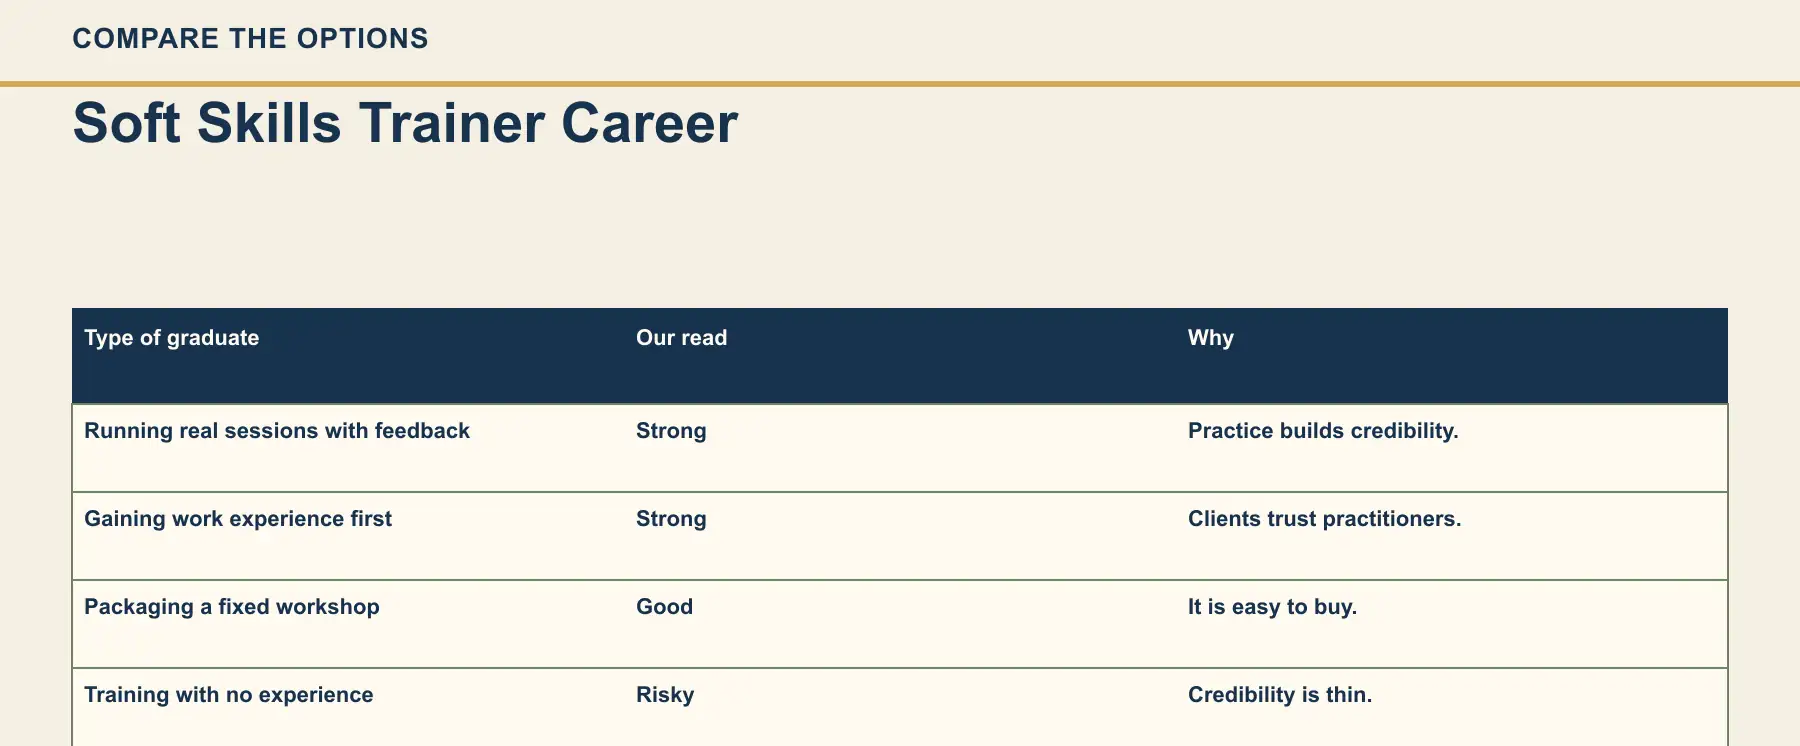 COMPARE THE OPTIONS
Soft Skills Trainer Career
Type of graduate Our read Why
Running real sessions with feedback Strong Practice builds credibility.
Gaining work experience first Strong Clients trust practitioners.
Packaging a fixed workshop Good It is easy to buy.
Training with no experience Risky Credibility is thin.